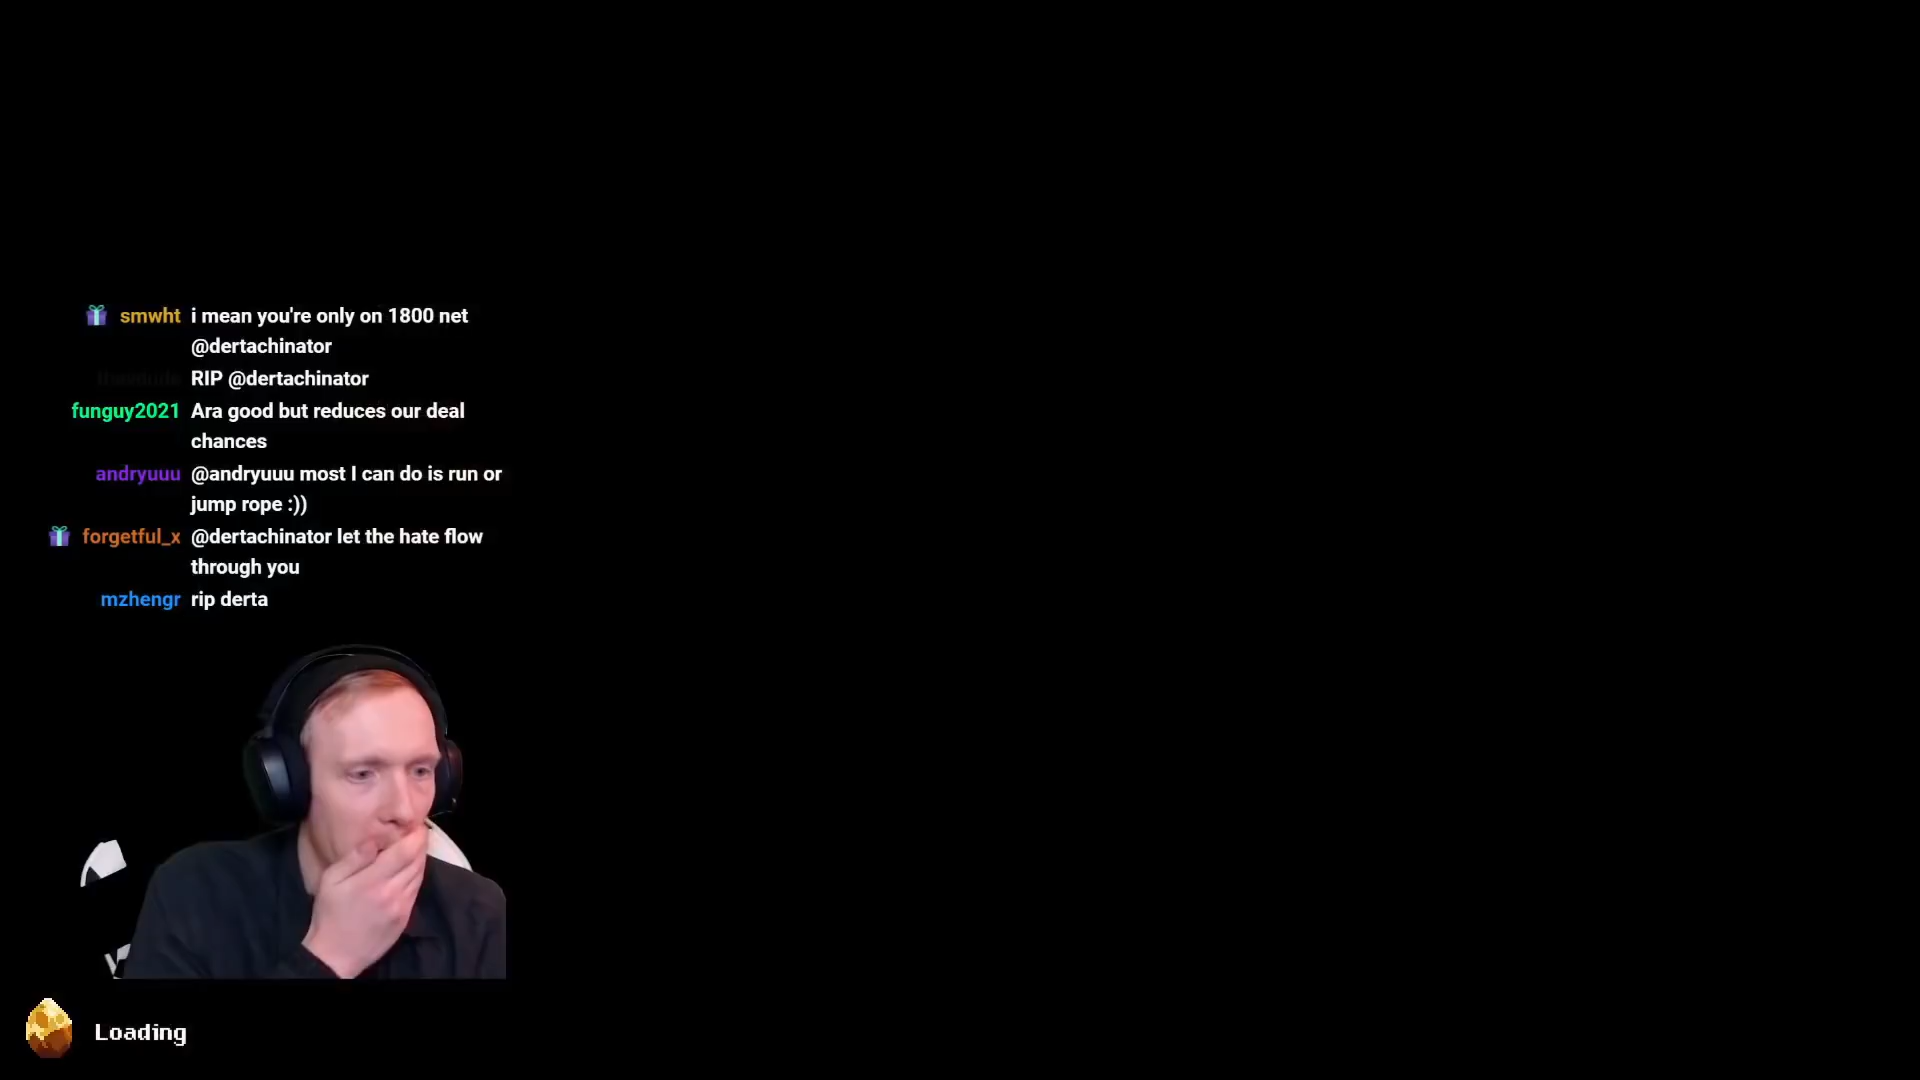 smwht i mean you're only on 1800 net
@dertachinator
RIP @dertachinator
funguy2021 Ara good but reduces our deal
chances
andryuuu @andryuuu most I can do is run or
jump rope :))
forgetful_x @dertachinator let the hate flow
through you
mzhengr rip derta
Loading